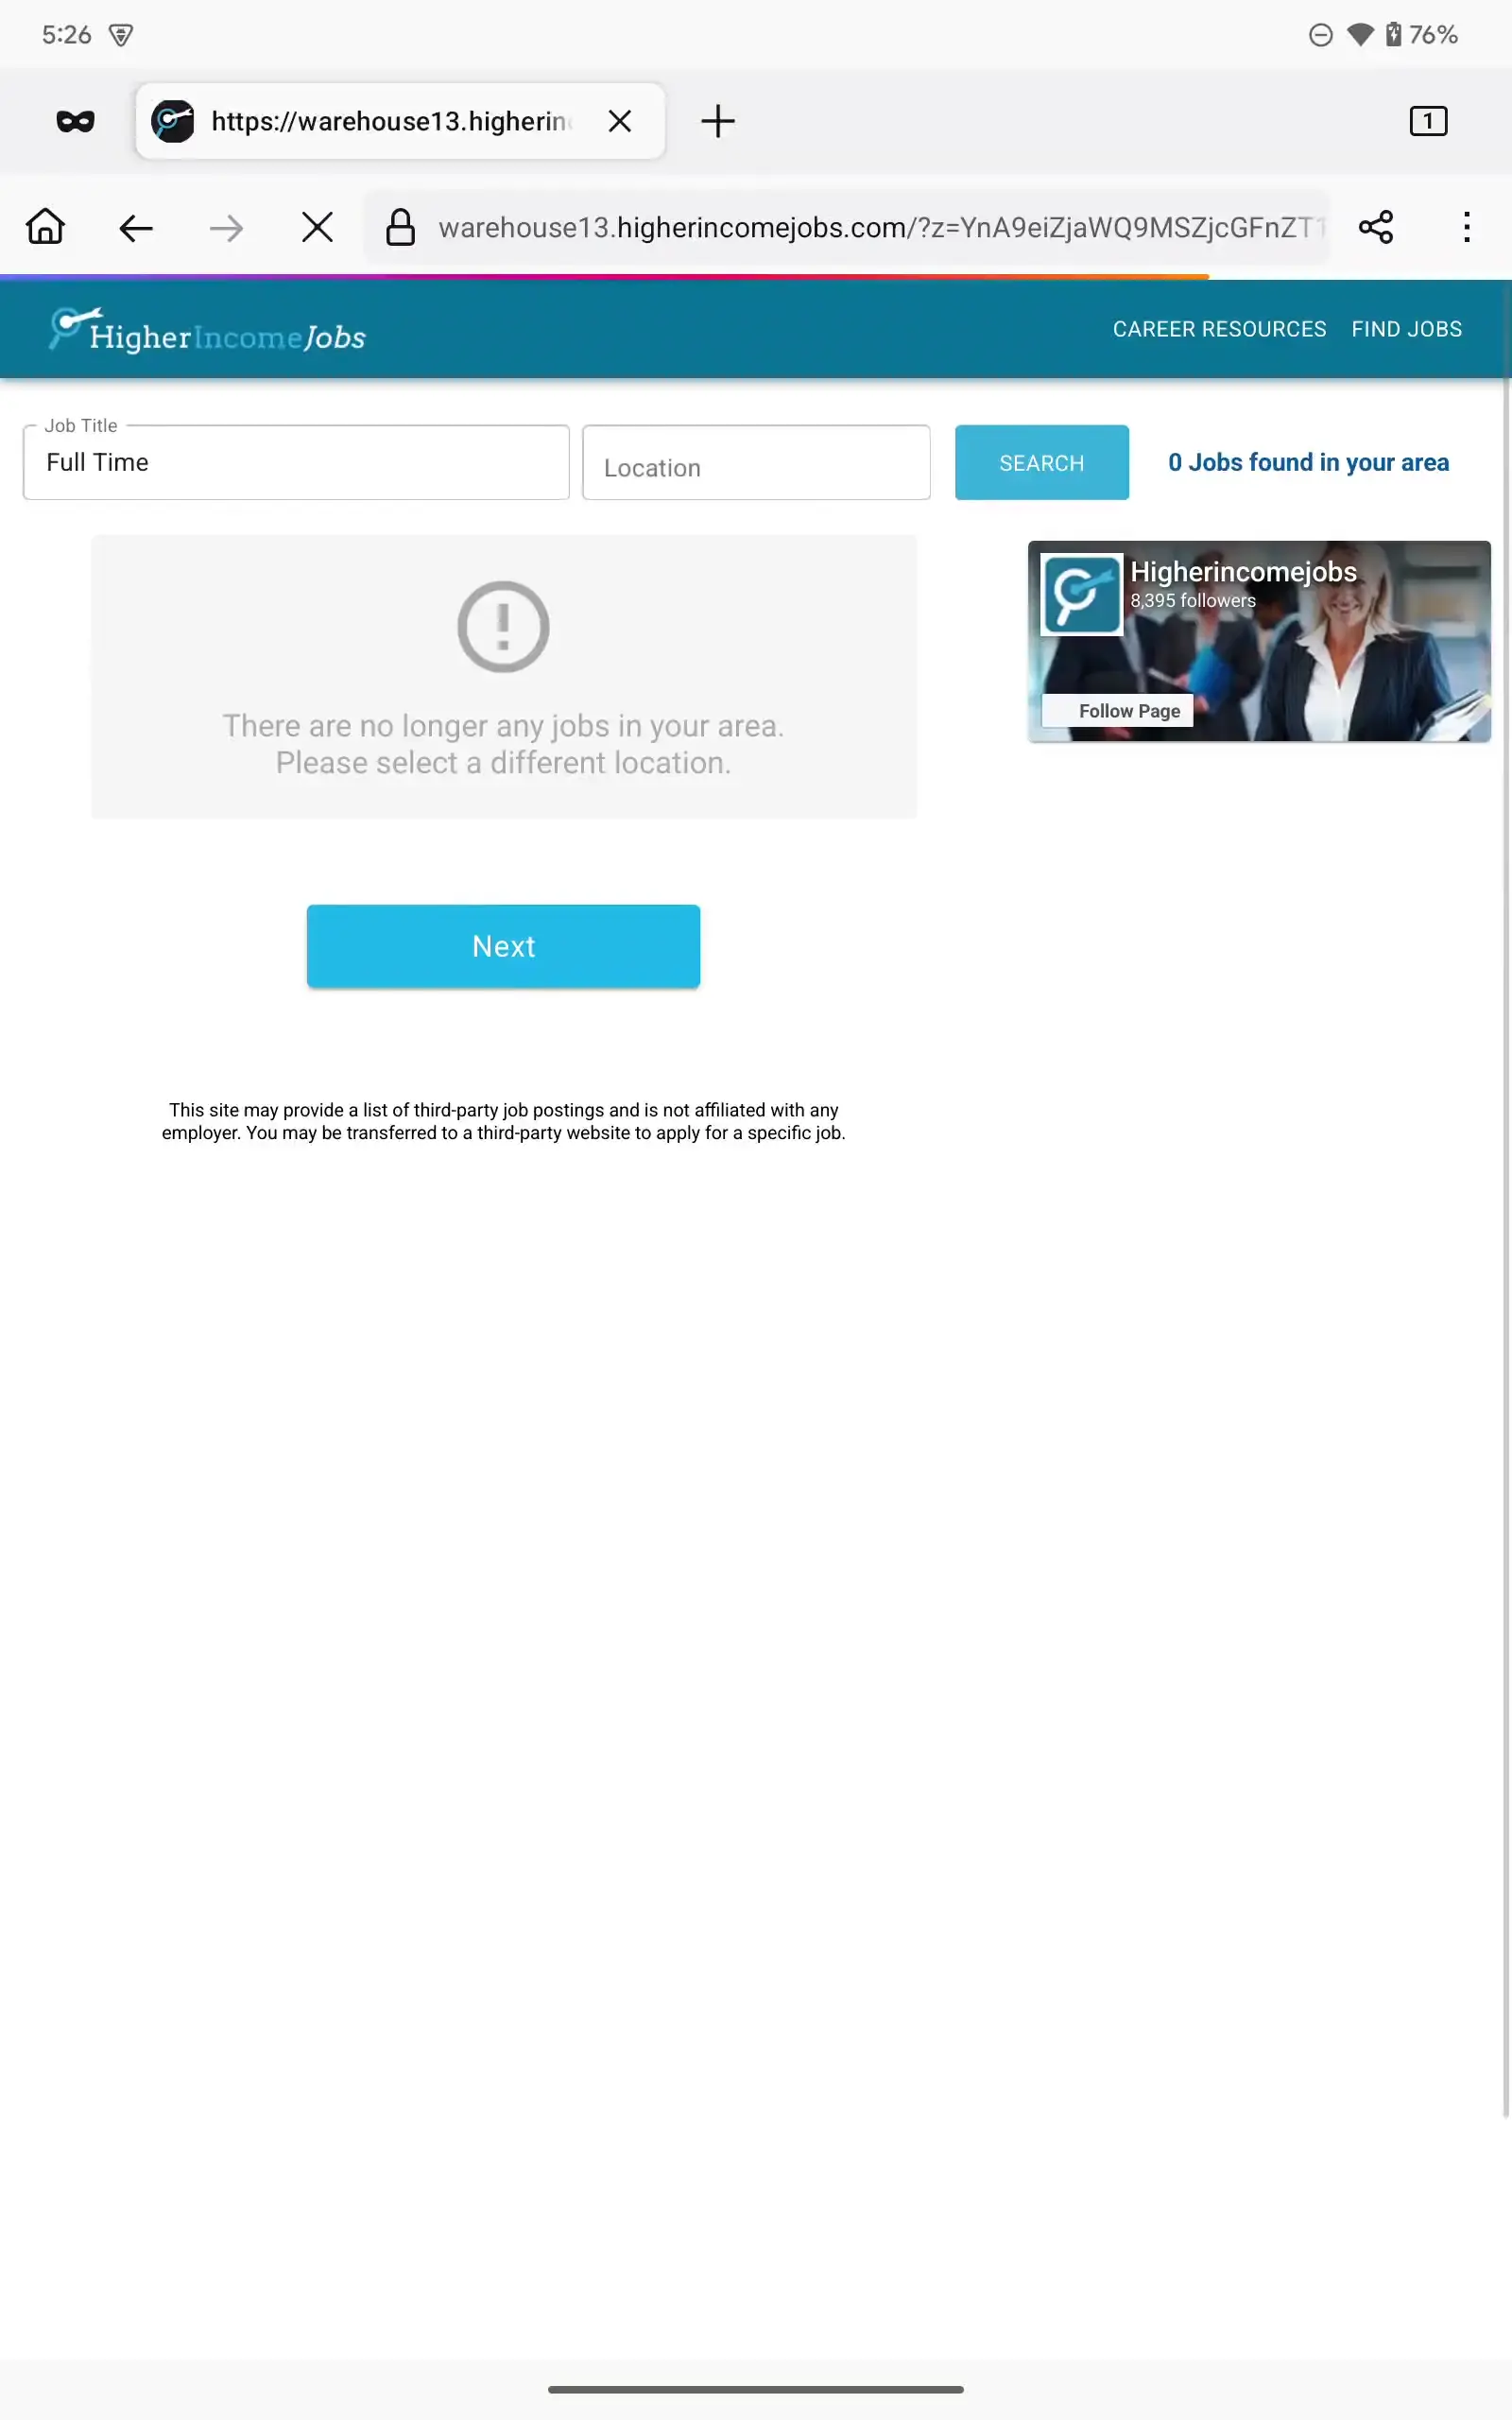 5:26
76%
https://warehouse13.higherin
1
warehouse13.higherincomejobs.com/?z=YnA9eiZjaWQ9MSZjcGFnZT1
HigherIncomeJobs
CAREER RESOURCES FIND JOBS
Job Title
Full Time
Location
SEARCH
0 Jobs found in your area
Higherincomejobs
8,395 followers
Follow Page
There are no longer any jobs in your area.
Please select a different location.
Next
This site may provide a list of third-party job postings and is not affiliated with any
employer. You may be transferred to a third-party website to apply for a specific job.